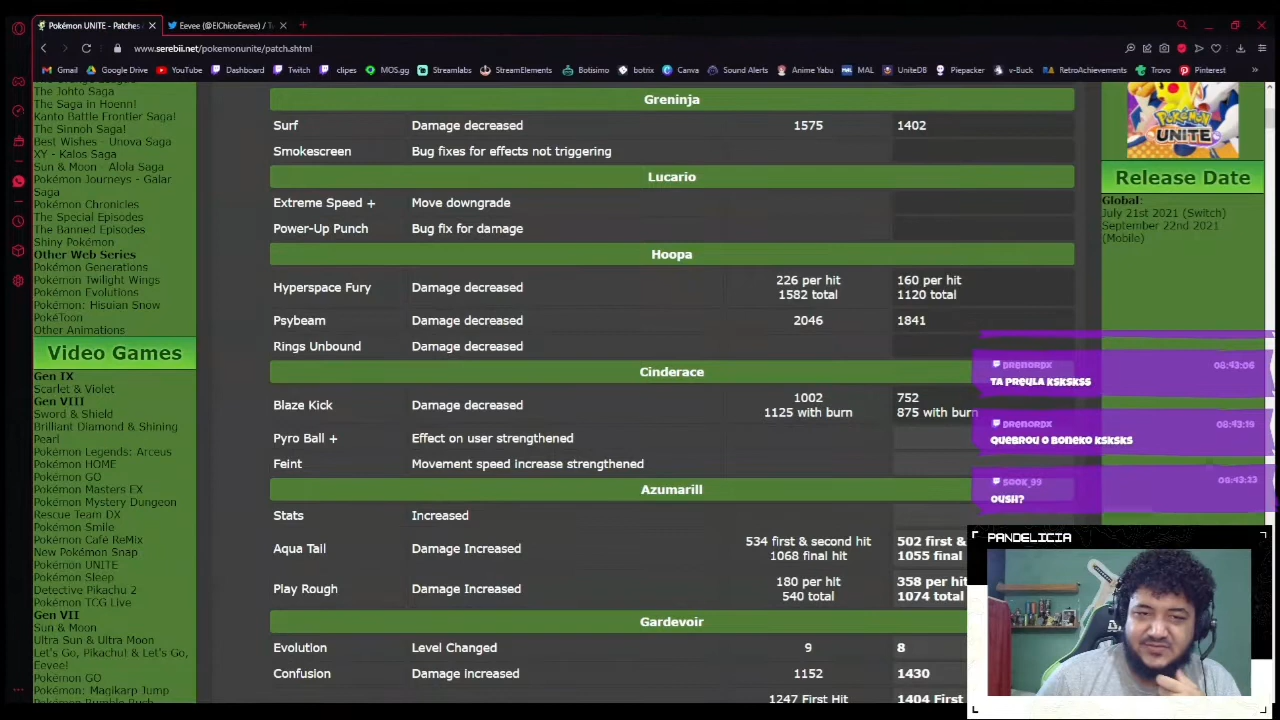 Pokémon UNITE - Patches
Eevee (@ElChicoEevee) / T
www.serebii.net/pokemonunite/patch.shtml
Gmail
Google Drive
YouTube
Dashboard
Twitch
clipes
MOS.gg
Streamlabs
StreamElements
Botisimo
botrix
Canva
Sound Alerts
Anime Yabu
MAL
UniteDB
Piepacker
v-Buck
RetroAchievements
Trovo
Pinterest
The Johto Saga
The Saga in Hoenn!
Kanto Battle Frontier Saga!
The Sinnoh Saga!
Best Wishes - Unova Saga
XY - Kalos Saga
Sun & Moon - Alola Saga
Pokémon Journeys - Galar
Saga
Pokémon Chronicles
The Special Episodes
The Banned Episodes
Shiny Pokémon
Other Web Series
Pokémon Generations
Pokémon Twilight Wings
Pokémon Evolutions
Pokémon: Hisuian Snow
PokéToon
Other Animations
Video Games
Gen IX
Scarlet & Violet
Gen VIII
Sword & Shield
Brilliant Diamond & Shining
Pearl
Pokémon Legends: Arceus
Pokémon HOME
Pokémon GO
Pokémon Masters EX
Pokémon Mystery Dungeon
Rescue Team DX
Pokémon Smile
Pokémon Café ReMix
New Pokémon Snap
Pokémon UNITE
Pokémon Sleep
Detective Pikachu 2
Pokémon TCG Live
Gen VII
Sun & Moon
Ultra Sun & Ultra Moon
Let's Go, Pikachu! & Let's Go,
Eevee!
Pokémon GO
Pokémon: Magikarp Jump
Pokémon Rumble Rush
Greninja
Surf Damage decreased 1575 1402
Smokescreen Bug fixes for effects not triggering
Lucario
Extreme Speed + Move downgrade
Power-Up Punch Bug fix for damage
Hoopa
Hyperspace Fury Damage decreased 226 per hit 160 per hit
1582 total 1120 total
Psybeam Damage decreased 2046 1841
Rings Unbound Damage decreased
Cinderace
Blaze Kick Damage decreased 1002 752
1125 with burn 875 with burn
Pyro Ball + Effect on user strengthened
Feint Movement speed increase strengthened
Azumarill
Stats Increased
Aqua Tail Damage Increased 534 first & second hit 502 first &
1068 final hit 1055 final
Play Rough Damage Increased 180 per hit 358 per hit
540 total 1074 total
Gardevoir
Evolution Level Changed 9 8
Confusion Damage increased 1152 1430
1247 First Hit 1404 First
POKÉMON
UNITE
Release Date
Global:
July 21st 2021 (Switch)
September 22nd 2021
(Mobile)
DRENORDX 08:43:06
TA PREULA KSKSKSS
DRENORDX 08:43:19
QUEBROU O BONEKO KSKSKS
SOOK_99 08:43:23
OUSH?
PANDELICIA